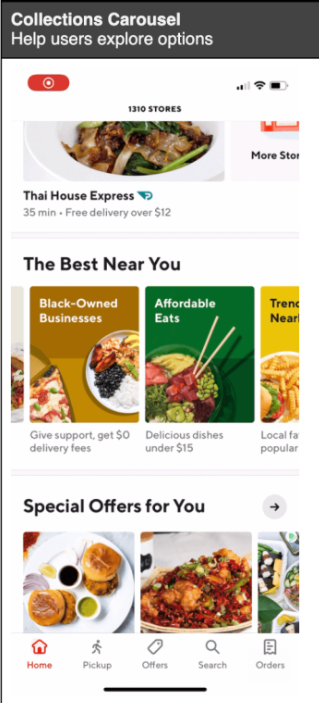 Collections Carousel
Help users explore options
1310 STORES
More Stor
Thai House Express
35 min • Free delivery over $12
The Best Near You
Black-Owned
Businesses
Affordable
Eats
Trenc
Nearl
Give support, get $0
delivery fees
Delicious dishes
under $15
Local fa
popular
Special Offers for You
Home
Pickup
Offers
Search
Orders